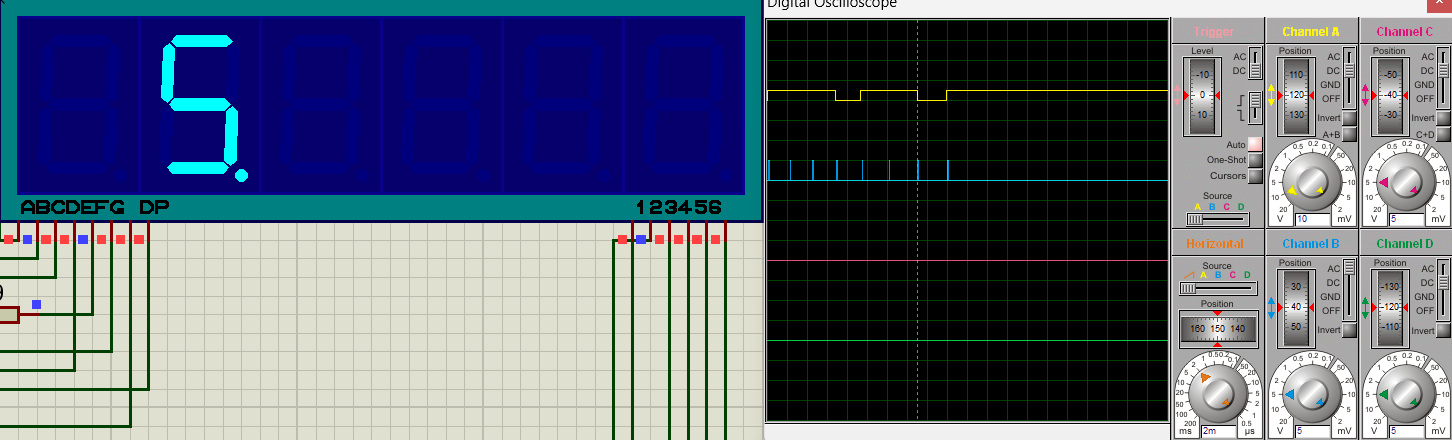 Digital Oscilloscope
ABCDEFG DP
123456
Trigger
Level
-10
0
10
AC
DC
Auto
One-Shot
Cursors
Source
A B C D
Channel A
Position
110
120
130
AC
DC
GND
OFF
Invert
A+B
V
10
mV
Channel C
Position
-50
-40
-30
AC
DC
GND
OFF
Invert
C+D
V
5
mV
Horizontal
Source
A B C D
Position
160 150 140
ms
2m
µs
Channel B
Position
30
40
50
AC
DC
GND
OFF
Invert
V
5
mV
Channel D
Position
-130
-120
-110
AC
DC
GND
OFF
Invert
V
5
mV